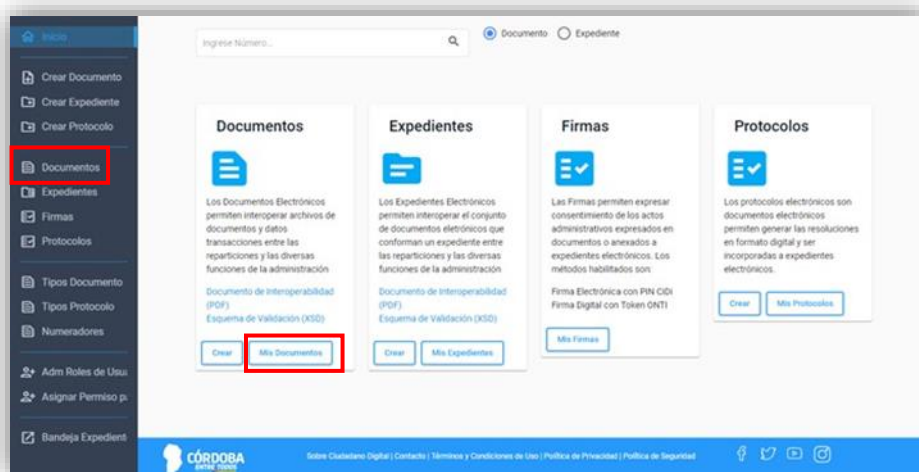 Inicio
Crear Documento
Crear Expediente
Crear Protocolo
Documentos
Expedientes
Firmas
Protocolos
Tipos Documento
Tipos Protocolo
Numeradores
Adm Roles de Usu
Asignar Permiso p
Bandeja Expedient
Ingrese Número...
Documento
Expediente
Documentos
Los Documentos Electrónicos
permiten interoperar archivos de
documentos y datos
transacciones entre las
reparticiones y las diversas
funciones de la administración
Documento de Interoperabilidad
(PDF)
Esquema de Validación (XSD)
Crear
Mis Documentos
Expedientes
Los Expedientes Electrónicos
permiten interoperar el conjunto
de documentos eletrónicos que
conforman un expediente entre
las reparticiones y las diversas
funciones de la administración
Documento de Interoperabilidad
(PDF)
Esquema de Validación (XSD)
Crear
Mis Expedientes
Firmas
Las Firmas permiten expresar
consentimiento de los actos
administrativos expresados en
documentos o anexados a
expedientes electrónicos. Los
métodos habilitados son:
Firma Electrónica con PIN CIDI
Firma Digital con Token ONTI
Mis Firmas
Protocolos
Los protocolos electrónicos son
documentos electrónicos
permiten generar las resoluciones
en formato digital y ser
incorporadas a expedientes
electrónicos.
Crear
Mis Protocolos
CÓRDOBA
ENTRE TODOS
Sobre Ciudadano Digital | Contacto | Términos y Condiciones de Uso | Política de Privacidad | Política de Seguridad